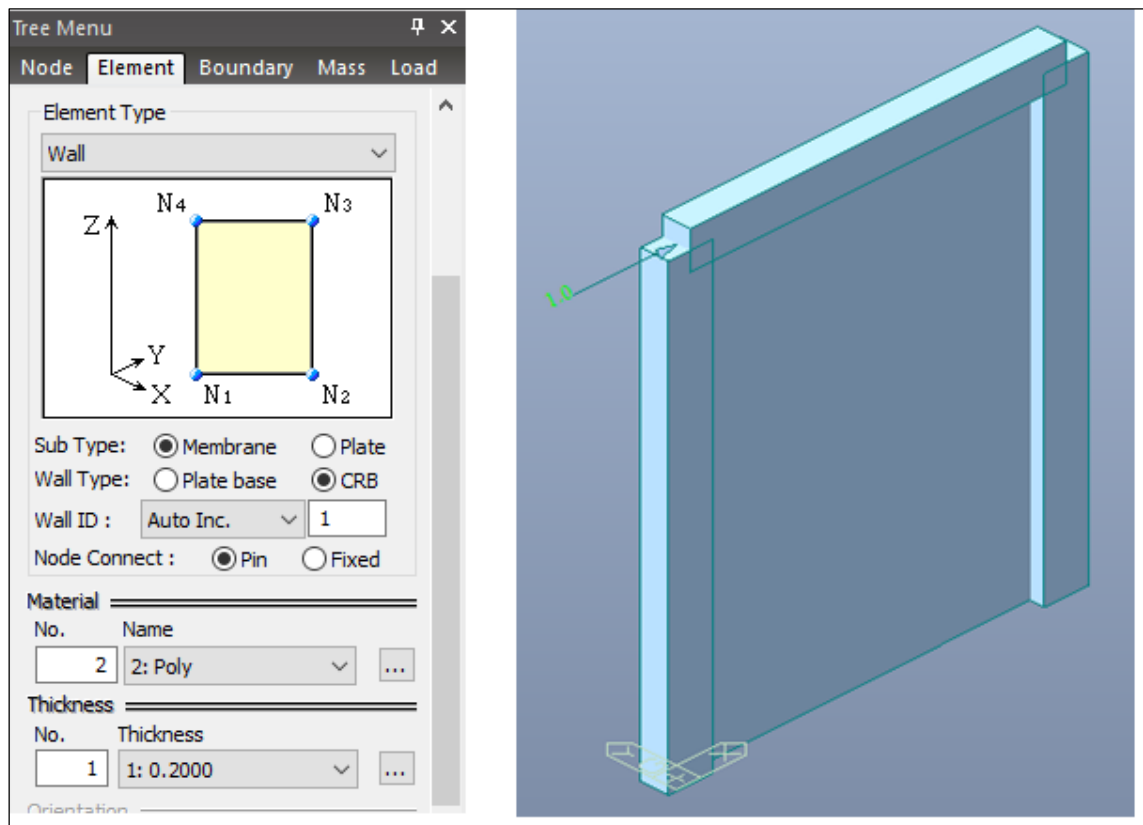 Tree Menu
Node Element Boundary Mass Load
Element Type
Wall
N4 N3
Z
Y
X N1 N2
Sub Type: Membrane Plate
Wall Type: Plate base CRB
Wall ID : Auto Inc. 1
Node Connect : Pin Fixed
Material
No. Name
2 2: Poly ...
Thickness
No. Thickness
1 1: 0.2000 ...
Orientation
1.0